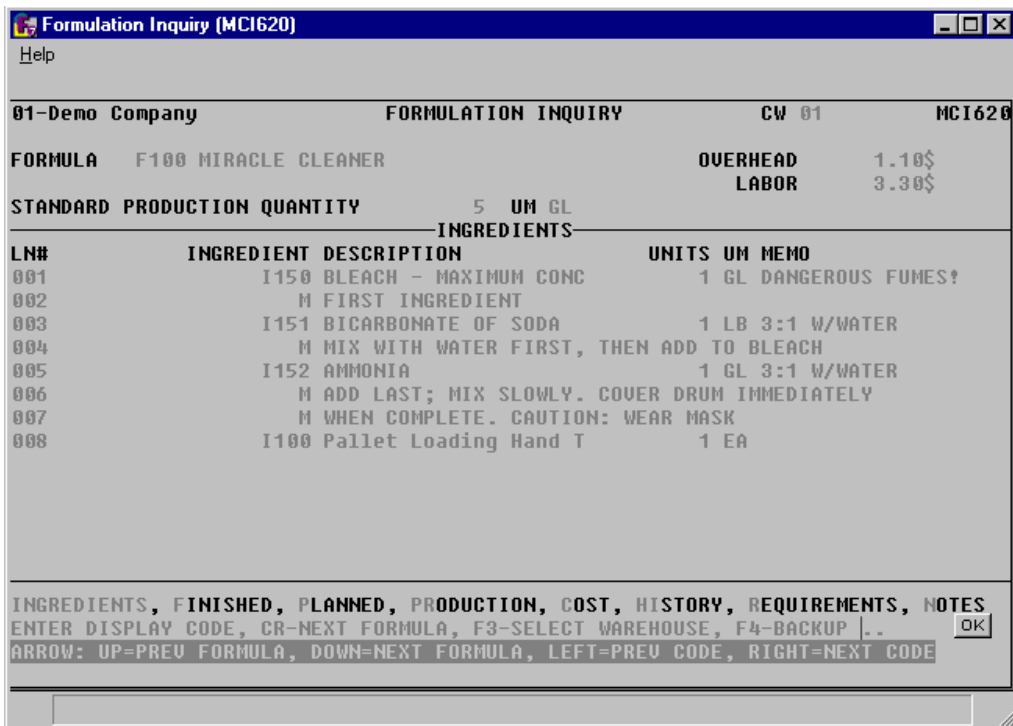 Formulation Inquiry (MCI620)
Help
01-Demo Company FORMULATION INQUIRY CW 01 MCI620
FORMULA F100 MIRACLE CLEANER OVERHEAD 1.10$
LABOR 3.30$
STANDARD PRODUCTION QUANTITY 5 UM GL
INGREDIENTS
LN# INGREDIENT DESCRIPTION UNITS UM MEMO
001 I150 BLEACH - MAXIMUM CONC 1 GL DANGEROUS FUMES!
002 M FIRST INGREDIENT
003 I151 BICARBONATE OF SODA 1 LB 3:1 W/WATER
004 M MIX WITH WATER FIRST, THEN ADD TO BLEACH
005 I152 AMMONIA 1 GL 3:1 W/WATER
006 M ADD LAST; MIX SLOWLY. COVER DRUM IMMEDIATELY
007 M WHEN COMPLETE. CAUTION: WEAR MASK
008 I100 Pallet Loading Hand T 1 EA
INGREDIENTS, FINISHED, PLANNED, PRODUCTION, COST, HISTORY, REQUIREMENTS, NOTES
ENTER DISPLAY CODE, CR-NEXT FORMULA, F3-SELECT WAREHOUSE, F4-BACKUP .. OK
ARROW: UP=PREV FORMULA, DOWN=NEXT FORMULA, LEFT=PREV CODE, RIGHT=NEXT CODE